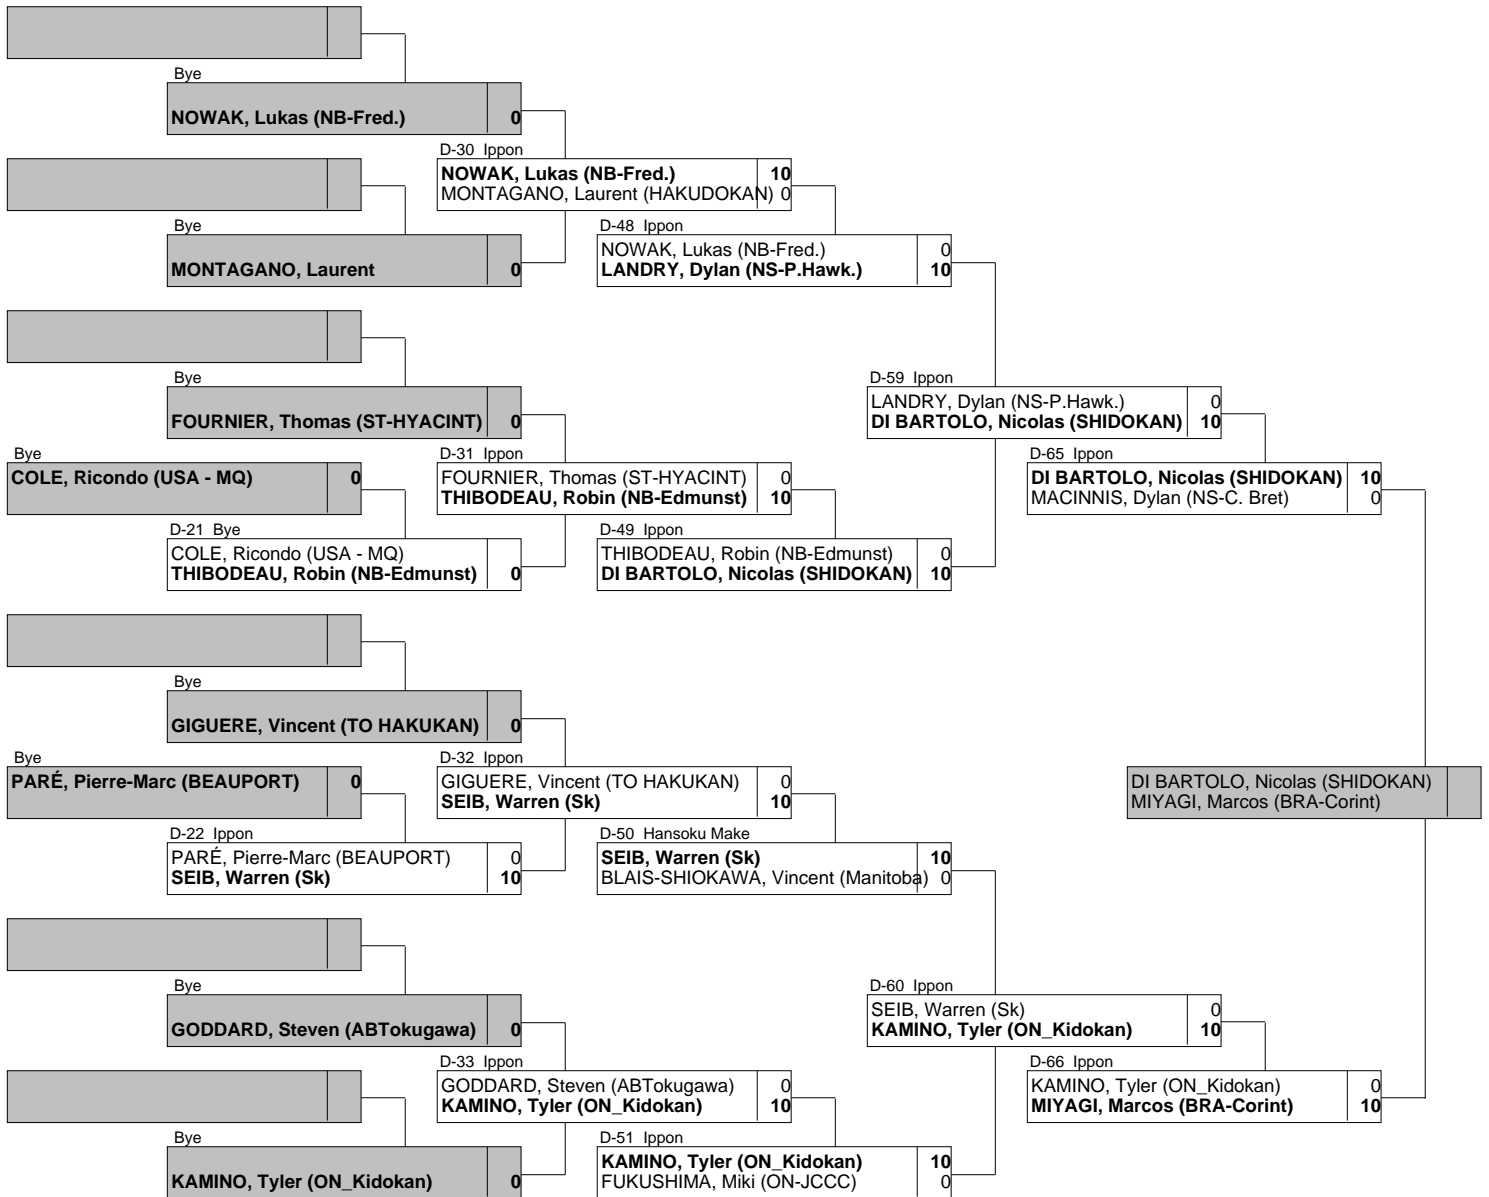 Bye
NOWAK, Lukas (NB-Fred.) 0
D-30 Ippon
NOWAK, Lukas (NB-Fred.) 10
MONTAGANO, Laurent (HAKUDOKAN) 0
Bye
MONTAGANO, Laurent 0
D-48 Ippon
NOWAK, Lukas (NB-Fred.) 0
LANDRY, Dylan (NS-P.Hawk.) 10
Bye
FOURNIER, Thomas (ST-HYACINT) 0
D-59 Ippon
LANDRY, Dylan (NS-P.Hawk.) 0
DI BARTOLO, Nicolas (SHIDOKAN) 10
Bye
COLE, Ricondo (USA - MQ) 0
D-31 Ippon
FOURNIER, Thomas (ST-HYACINT) 0
THIBODEAU, Robin (NB-Edmunst) 10
D-65 Ippon
DI BARTOLO, Nicolas (SHIDOKAN) 10
MACINNIS, Dylan (NS-C. Bret) 0
D-21 Bye
COLE, Ricondo (USA - MQ)
THIBODEAU, Robin (NB-Edmunst) 0
D-49 Ippon
THIBODEAU, Robin (NB-Edmunst) 0
DI BARTOLO, Nicolas (SHIDOKAN) 10
Bye
GIGUERE, Vincent (TO HAKUKAN) 0
Bye
PARÉ, Pierre-Marc (BEAUPORT) 0
D-32 Ippon
GIGUERE, Vincent (TO HAKUKAN) 0
SEIB, Warren (Sk) 10
DI BARTOLO, Nicolas (SHIDOKAN)
MIYAGI, Marcos (BRA-Corint)
D-22 Ippon
PARÉ, Pierre-Marc (BEAUPORT) 0
SEIB, Warren (Sk) 10
D-50 Hansoku Make
SEIB, Warren (Sk) 10
BLAIS-SHIOKAWA, Vincent (Manitoba) 0
Bye
GODDARD, Steven (ABTokugawa) 0
D-60 Ippon
SEIB, Warren (Sk) 0
KAMINO, Tyler (ON_Kidokan) 10
D-33 Ippon
GODDARD, Steven (ABTokugawa) 0
KAMINO, Tyler (ON_Kidokan) 10
D-66 Ippon
KAMINO, Tyler (ON_Kidokan) 0
MIYAGI, Marcos (BRA-Corint) 10
Bye
KAMINO, Tyler (ON_Kidokan) 0
D-51 Ippon
KAMINO, Tyler (ON_Kidokan) 10
FUKUSHIMA, Miki (ON-JCCC) 0